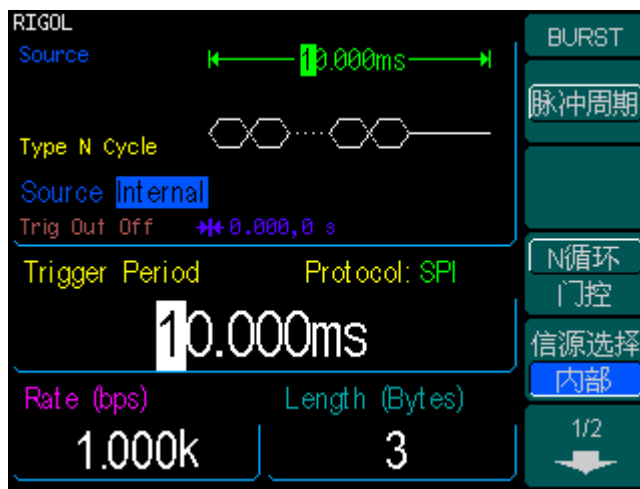 RIGOL
Source
10.000ms
Type N Cycle
Source Internal
Trig Out Off 0.000,0 s
Trigger Period Protocol: SPI
10.000ms
Rate (bps) Length (Bytes)
1.000k 3
BURST
脉冲周期
N循环
门控
信源选择
内部
1/2